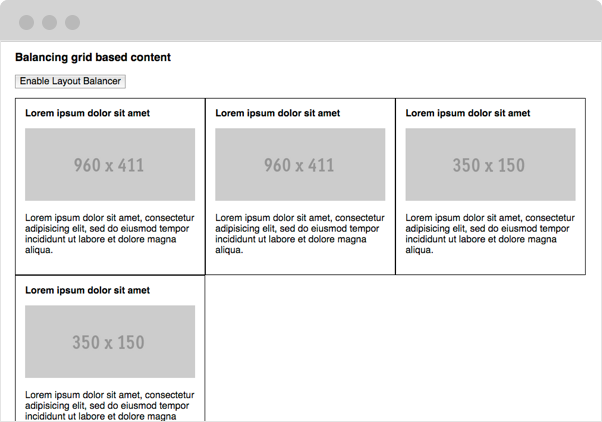 Balancing grid based content
Enable Layout Balancer
Lorem ipsum dolor sit amet
960 x 411
Lorem ipsum dolor sit amet, consectetur
adipisicing elit, sed do eiusmod tempor
incididunt ut labore et dolore magna
aliqua.
Lorem ipsum dolor sit amet
960 x 411
Lorem ipsum dolor sit amet, consectetur
adipisicing elit, sed do eiusmod tempor
incididunt ut labore et dolore magna
aliqua.
Lorem ipsum dolor sit amet
350 x 150
Lorem ipsum dolor sit amet, consectetur
adipisicing elit, sed do eiusmod tempor
incididunt ut labore et dolore magna
aliqua.
Lorem ipsum dolor sit amet
350 x 150
Lorem ipsum dolor sit amet, consectetur
adipisicing elit, sed do eiusmod tempor
incididunt ut labore et dolore magna